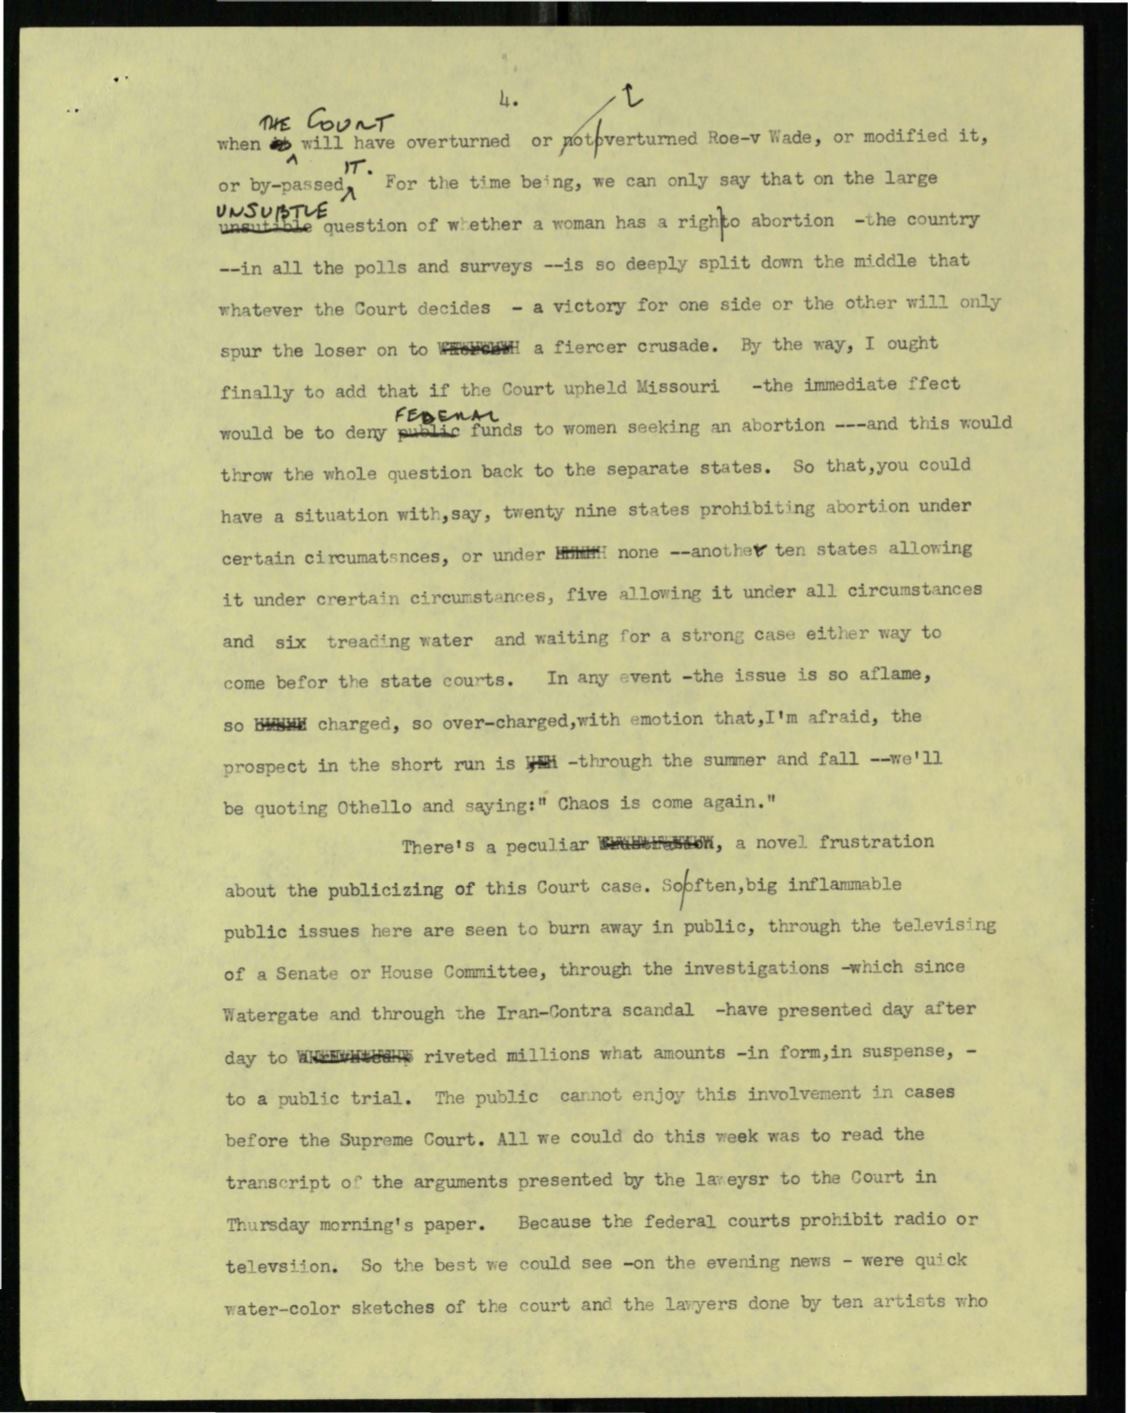 4.
THE COURT
when will have overturned or not overturned Roe-v Wade, or modified it,
IT.
or by-passed For the time being, we can only say that on the large
UNSUBTLE
unsutible question of whether a woman has a righto abortion -the country
--in all the polls and surveys --is so deeply split down the middle that
whatever the Court decides - a victory for one side or the other will only
spur the loser on to a fiercer crusade. By the way, I ought
finally to add that if the Court upheld Missouri -the immediate ffect
FEDERAL
would be to deny public funds to women seeking an abortion ---and this would
throw the whole question back to the separate states. So that,you could
have a situation with,say, twenty nine states prohibiting abortion under
certain circumatsnces, or under none --another ten states allowing
it under crertain circumstances, five allowing it under all circumstances
and six treading water and waiting for a strong case either way to
come befor the state courts. In any event -the issue is so aflame,
so charged, so over-charged,with emotion that,I'm afraid, the
prospect in the short run is -through the summer and fall --we'll
be quoting Othello and saying:" Chaos is come again."
There's a peculiar , a novel frustration
about the publicizing of this Court case. So often,big inflammable
public issues here are seen to burn away in public, through the televising
of a Senate or House Committee, through the investigations -which since
Watergate and through the Iran-Contra scandal -have presented day after
day to riveted millions what amounts -in form,in suspense, -
to a public trial. The public cannot enjoy this involvement in cases
before the Supreme Court. All we could do this week was to read the
transcript of the arguments presented by the laweysr to the Court in
Thursday morning's paper. Because the federal courts prohibit radio or
televsiion. So the best we could see -on the evening news - were quick
water-color sketches of the court and the lawyers done by ten artists who